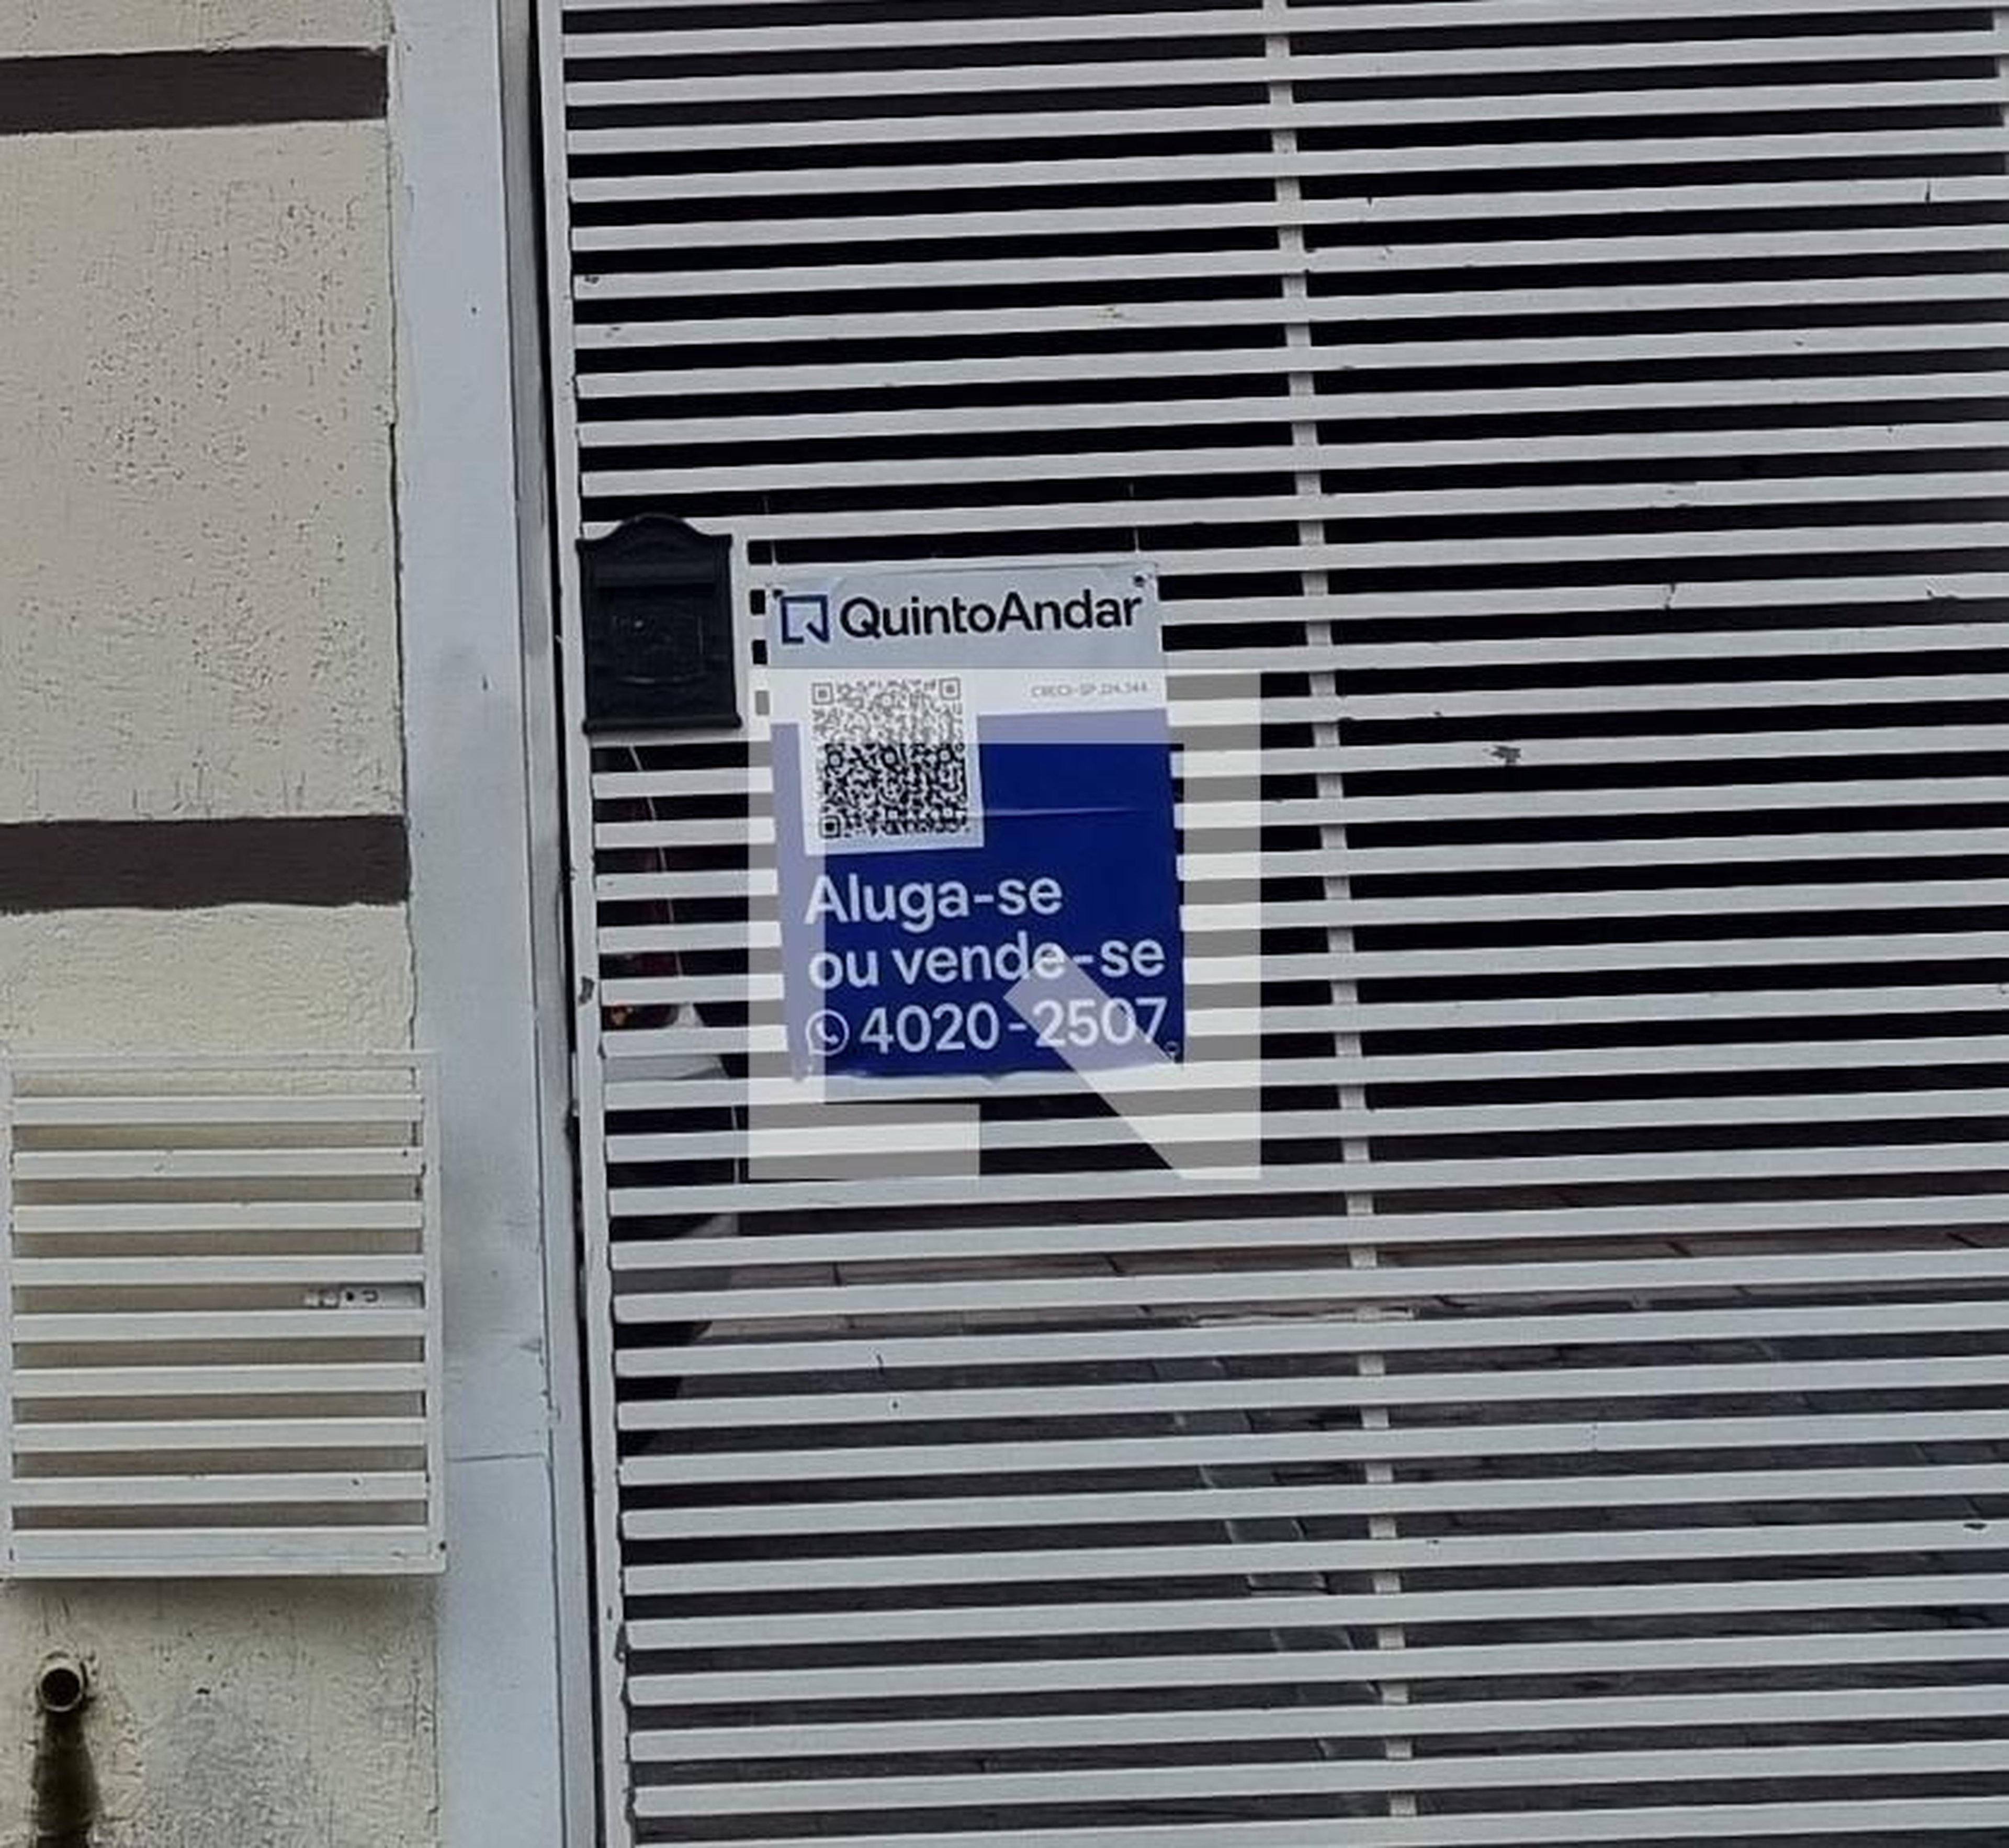 QuintoAndar
Aluga-se
ou vende-se
4020-2507